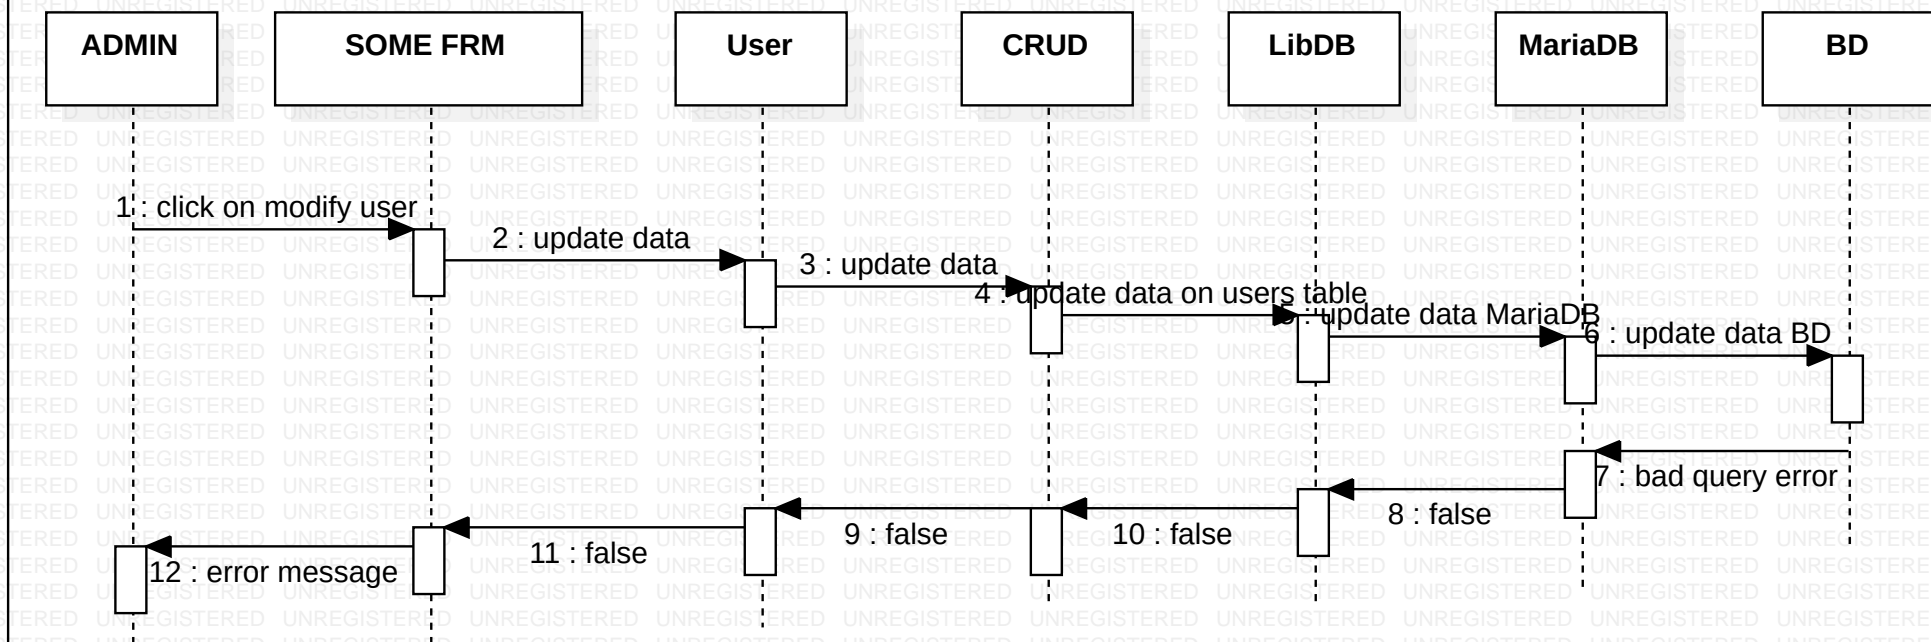 ADMIN
SOME FRM
User
CRUD
LibDB
MariaDB
BD
1 : click on modify user
2 : update data
3 : update data
4 : update data on users table
5 : update data MariaDB
6 : update data BD
7 : bad query error
8 : false
9 : false
10 : false
11 : false
12 : error message
UNREGISTERED